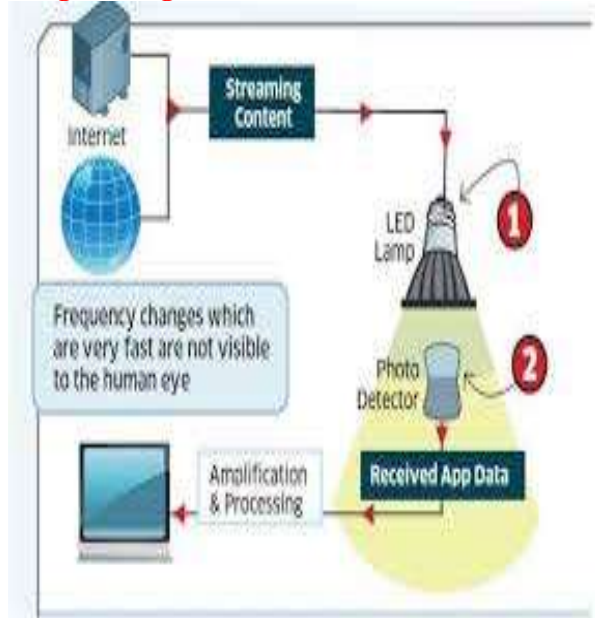 Streaming
Content
Internet
LED
Lamp
1
Frequency changes which
are very fast are not visible
to the human eye
Photo
Detector
2
Amplification
& Processing
Received App Data